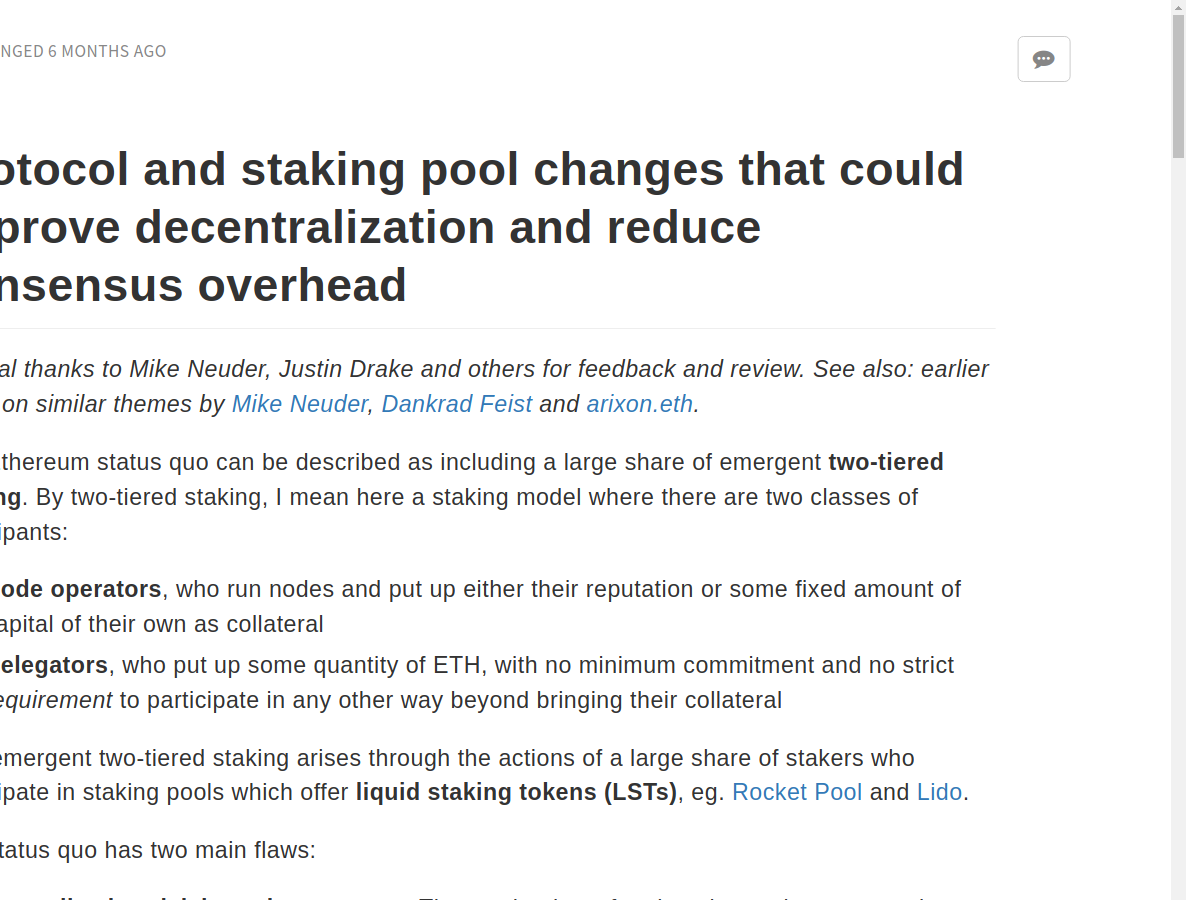 NGED 6 MONTHS AGO
otocol and staking pool changes that could
prove decentralization and reduce
nsensus overhead
al thanks to Mike Neuder, Justin Drake and others for feedback and review. See also: earlier
on similar themes by Mike Neuder, Dankrad Feist and arixon.eth.
thereum status quo can be described as including a large share of emergent two-tiered
ng. By two-tiered staking, I mean here a staking model where there are two classes of
ipants:
ode operators, who run nodes and put up either their reputation or some fixed amount of
apital of their own as collateral
elegators, who put up some quantity of ETH, with no minimum commitment and no strict
equirement to participate in any other way beyond bringing their collateral
emergent two-tiered staking arises through the actions of a large share of stakers who
ipate in staking pools which offer liquid staking tokens (LSTs), eg. Rocket Pool and Lido.
tatus quo has two main flaws: